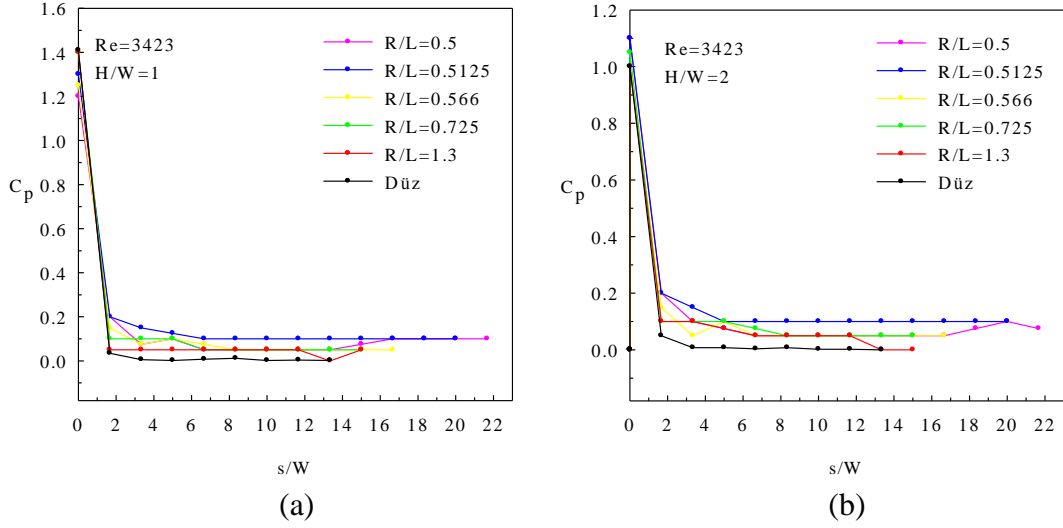 1.6
1.4
1.2
1.0
0.8
0.6
0.4
0.2
0.0
C_p
Re=3423
H/W=1
R/L=0.5
R/L=0.5125
R/L=0.566
R/L=0.725
R/L=1.3
Düz
0 2 4 6 8 10 12 14 16 18 20 22
s/W
(a)
1.2
1.0
0.8
0.6
0.4
0.2
0.0
C_p
Re=3423
H/W=2
R/L=0.5
R/L=0.5125
R/L=0.566
R/L=0.725
R/L=1.3
Düz
0 2 4 6 8 10 12 14 16 18 20 22
s/W
(b)